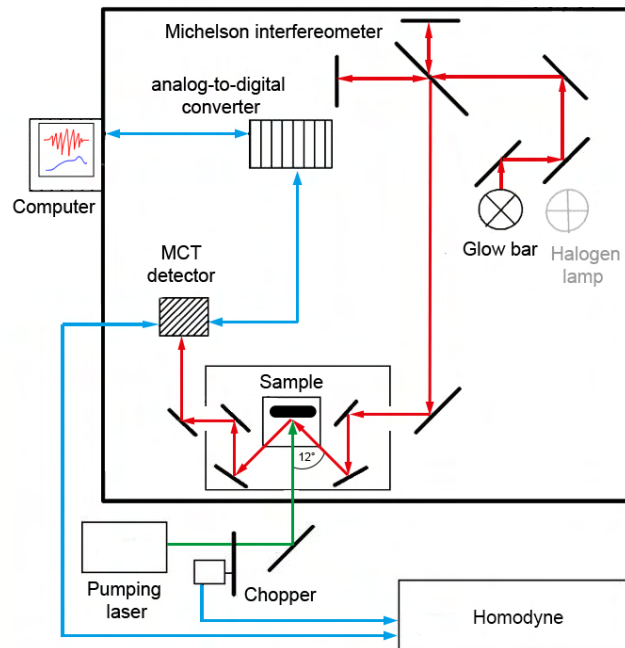 Michelson interfereometer
analog-to-digital
converter
Computer
Glow bar
Halogen
lamp
MCT
detector
Sample
12°
Pumping
laser
Chopper
Homodyne